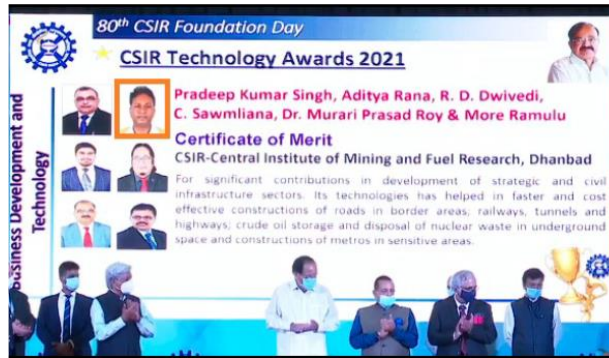 80th CSIR Foundation Day
CSIR Technology Awards 2021
Business Development and
Technology
Pradeep Kumar Singh, Aditya Rana, R. D. Dwivedi,
C. Sawmliana, Dr. Murari Prasad Roy & More Ramulu
Certificate of Merit
CSIR-Central Institute of Mining and Fuel Research, Dhanbad
For significant contributions in development of strategic and civil
infrastructure sectors. Its technologies has helped in faster and cost
effective constructions of roads in border areas; railways, tunnels and
highways; crude oil storage and disposal of nuclear waste in underground
space and constructions of metros in sensitive areas.